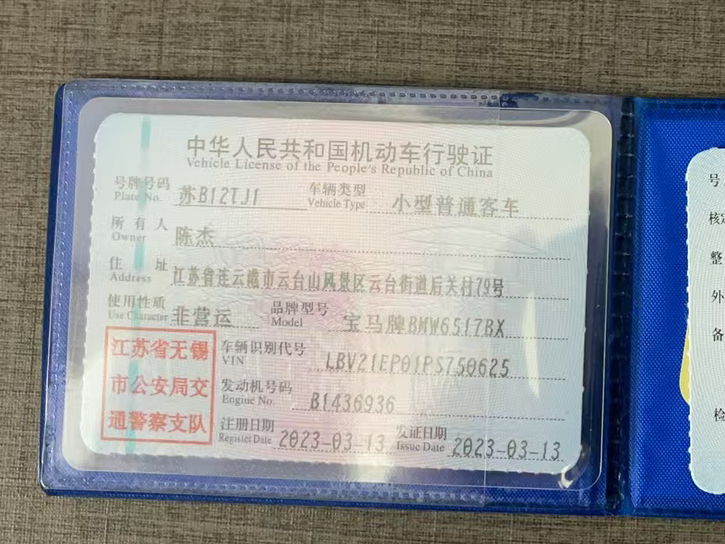 中华人民共和国机动车行驶证
Vehicle License of the People's Republic of China
号牌号码 苏B12TJ1 车辆类型 小型普通客车
Plate No. Vehicle Type
所有人 陈杰
Owner
住址 江苏省连云港市云台山风景区云台街道后关村79号
Address
使用性质 非营运 品牌型号 宝马牌BMW6517BX
Use Character Model
江苏省无锡
市公安局交
通警察支队
车辆识别代号 LBV21EP01PS750625
VIN
发动机号码 B1436936
Engine No.
注册日期 2023-03-13 发证日期 2023-03-13
Register Date Issue Date
号
核
整
外
备
检